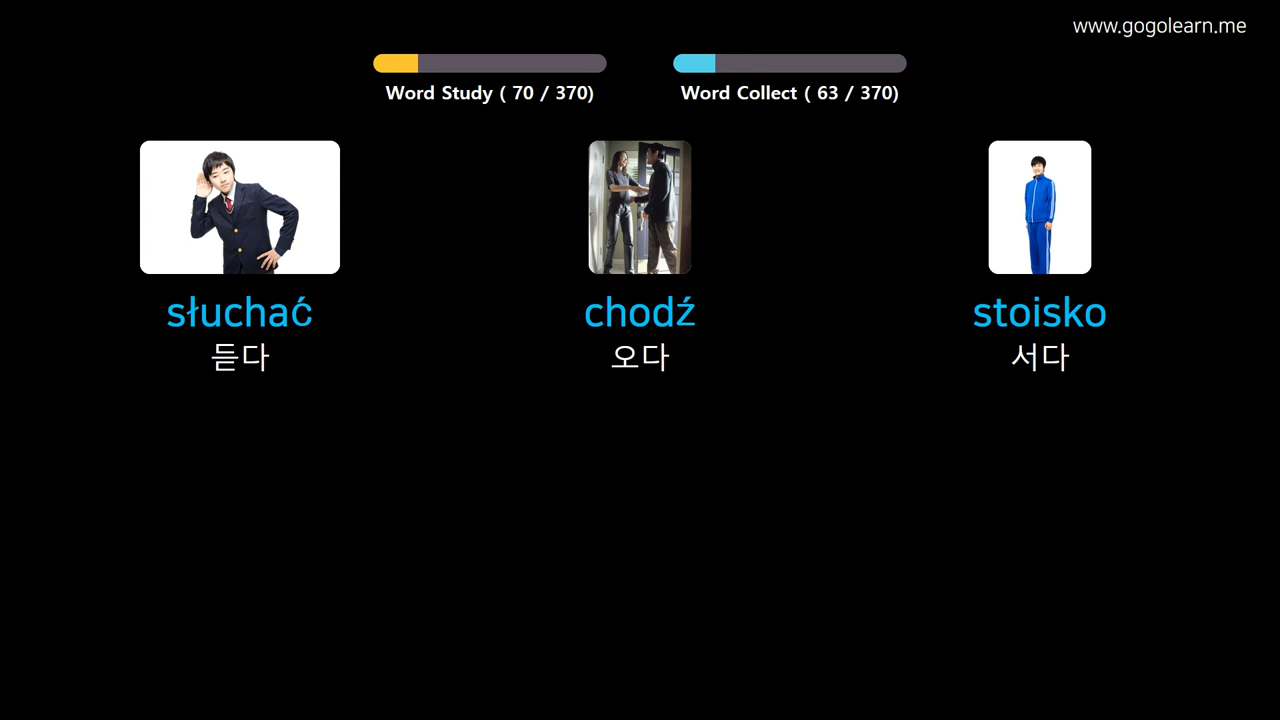 www.gogolearn.me
Word Study ( 70 / 370)
Word Collect ( 63 / 370)
słuchać
chodź
stoisko
듣다
오다
서다